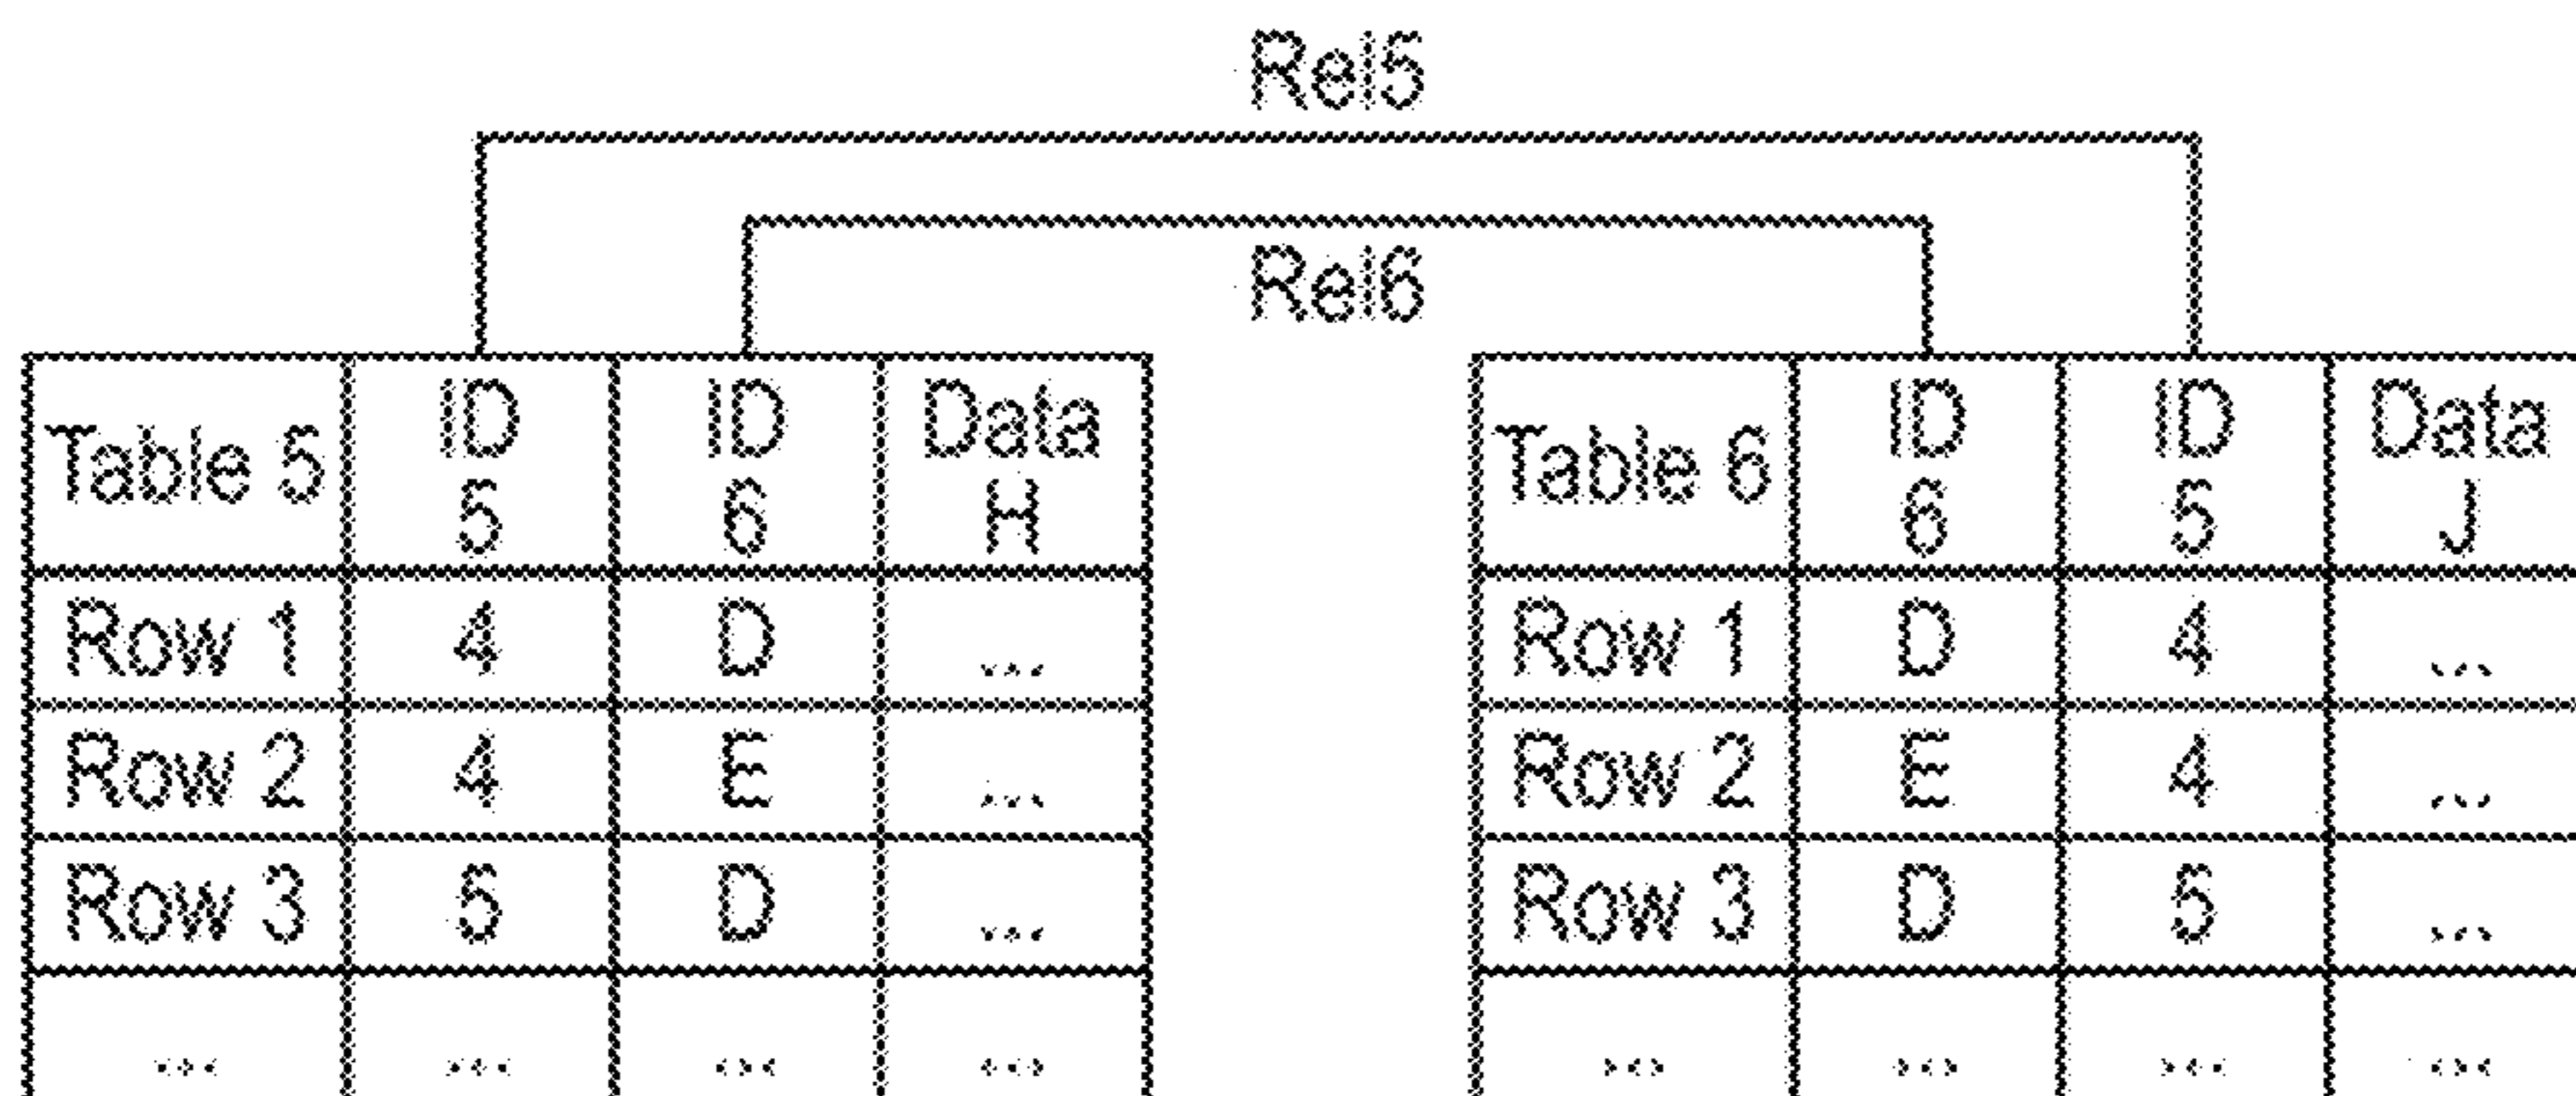 Rel5
Rel6
Table 5 ID 5 ID 6 Data H
Row 1 4 D ...
Row 2 4 E ...
Row 3 5 D ...
... ... ... ...
Table 6 ID 6 ID 5 Data J
Row 1 D 4 ...
Row 2 E 4 ...
Row 3 D 5 ...
... ... ... ...